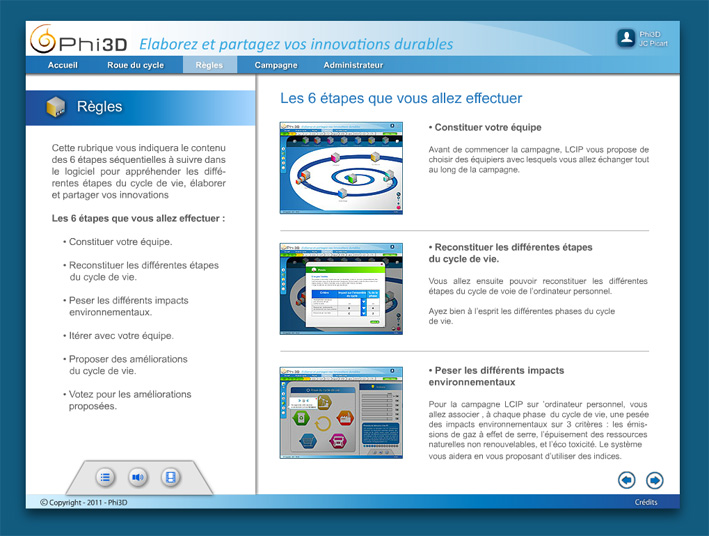 Phi3D
Elaborez et partagez vos innovations durables
Phi3D
JC Picart
Accueil
Roue du cycle
Règles
Campagne
Administrateur
Règles
Cette rubrique vous indiquera le contenu
des 6 étapes séquentielles à suivre dans
le logiciel pour appréhender les diffé-
rentes étapes du cycle de vie, élaborer
et partager vos innovations
Les 6 étapes que vous allez effectuer :
• Constituer votre équipe.
• Reconstituer les différentes étapes
du cycle de vie.
• Peser les différents impacts
environnementaux.
• Itérer avec votre équipe.
• Proposer des améliorations
du cycle de vie.
• Votez pour les améliorations
proposées.
Les 6 étapes que vous allez effectuer
• Constituer votre équipe
Avant de commencer la campagne, LCIP vous propose de
choisir des équipiers avec lesquels vous allez échanger tout
au long de la campagne.
• Reconstituer les différentes étapes
du cycle de vie.
Vous allez ensuite pouvoir reconstituer les différentes
étapes du cycle de voie de l'ordinateur personnel.
Ayez bien à l'esprit les différentes phases du cycle
de vie.
• Peser les différents impacts
environnementaux
Pour la campagne LCIP sur 'ordinateur personnel, vous
allez associer , à chaque phase du cycle de vie, une pesée
des impacts environnementaux sur 3 critères : les émis-
sions de gaz à effet de serre, l'épuisement des ressources
naturelles non renouvelables, et l'éco toxicité. Le système
vous aidera en vous proposant d'utiliser des indices.
© Copyright - 2011 - Phi3D
Crédits